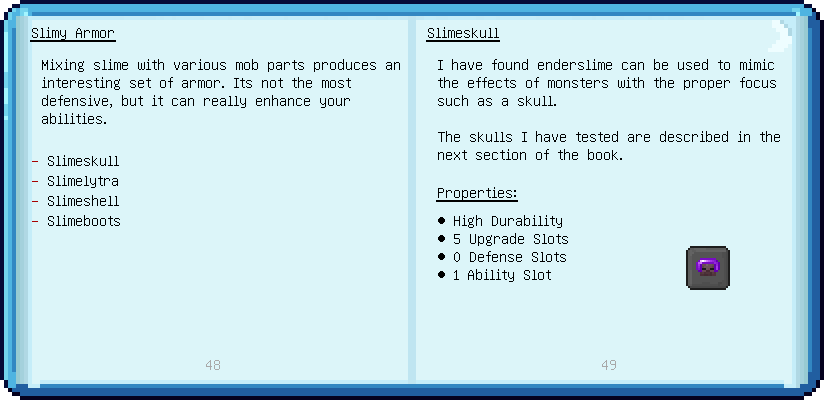 Slimy Armor
Mixing slime with various mob parts produces an
interesting set of armor. Its not the most
defensive, but it can really enhance your
abilities.
- Slimeskull
- Slimelytra
- Slimeshell
- Slimeboots
48
Slimeskull
I have found enderslime can be used to mimic
the effects of monsters with the proper focus
such as a skull.
The skulls I have tested are described in the
next section of the book.
Properties:
● High Durability
● 5 Upgrade Slots
● 0 Defense Slots
● 1 Ability Slot
49